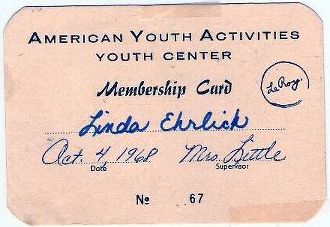 AMERICAN YOUTH ACTIVITIES
YOUTH CENTER
Membership Card
LeRoy
Linda Ehrlich
Oct. 4, 1968 Mrs. Little
Date Supervisor
No 67